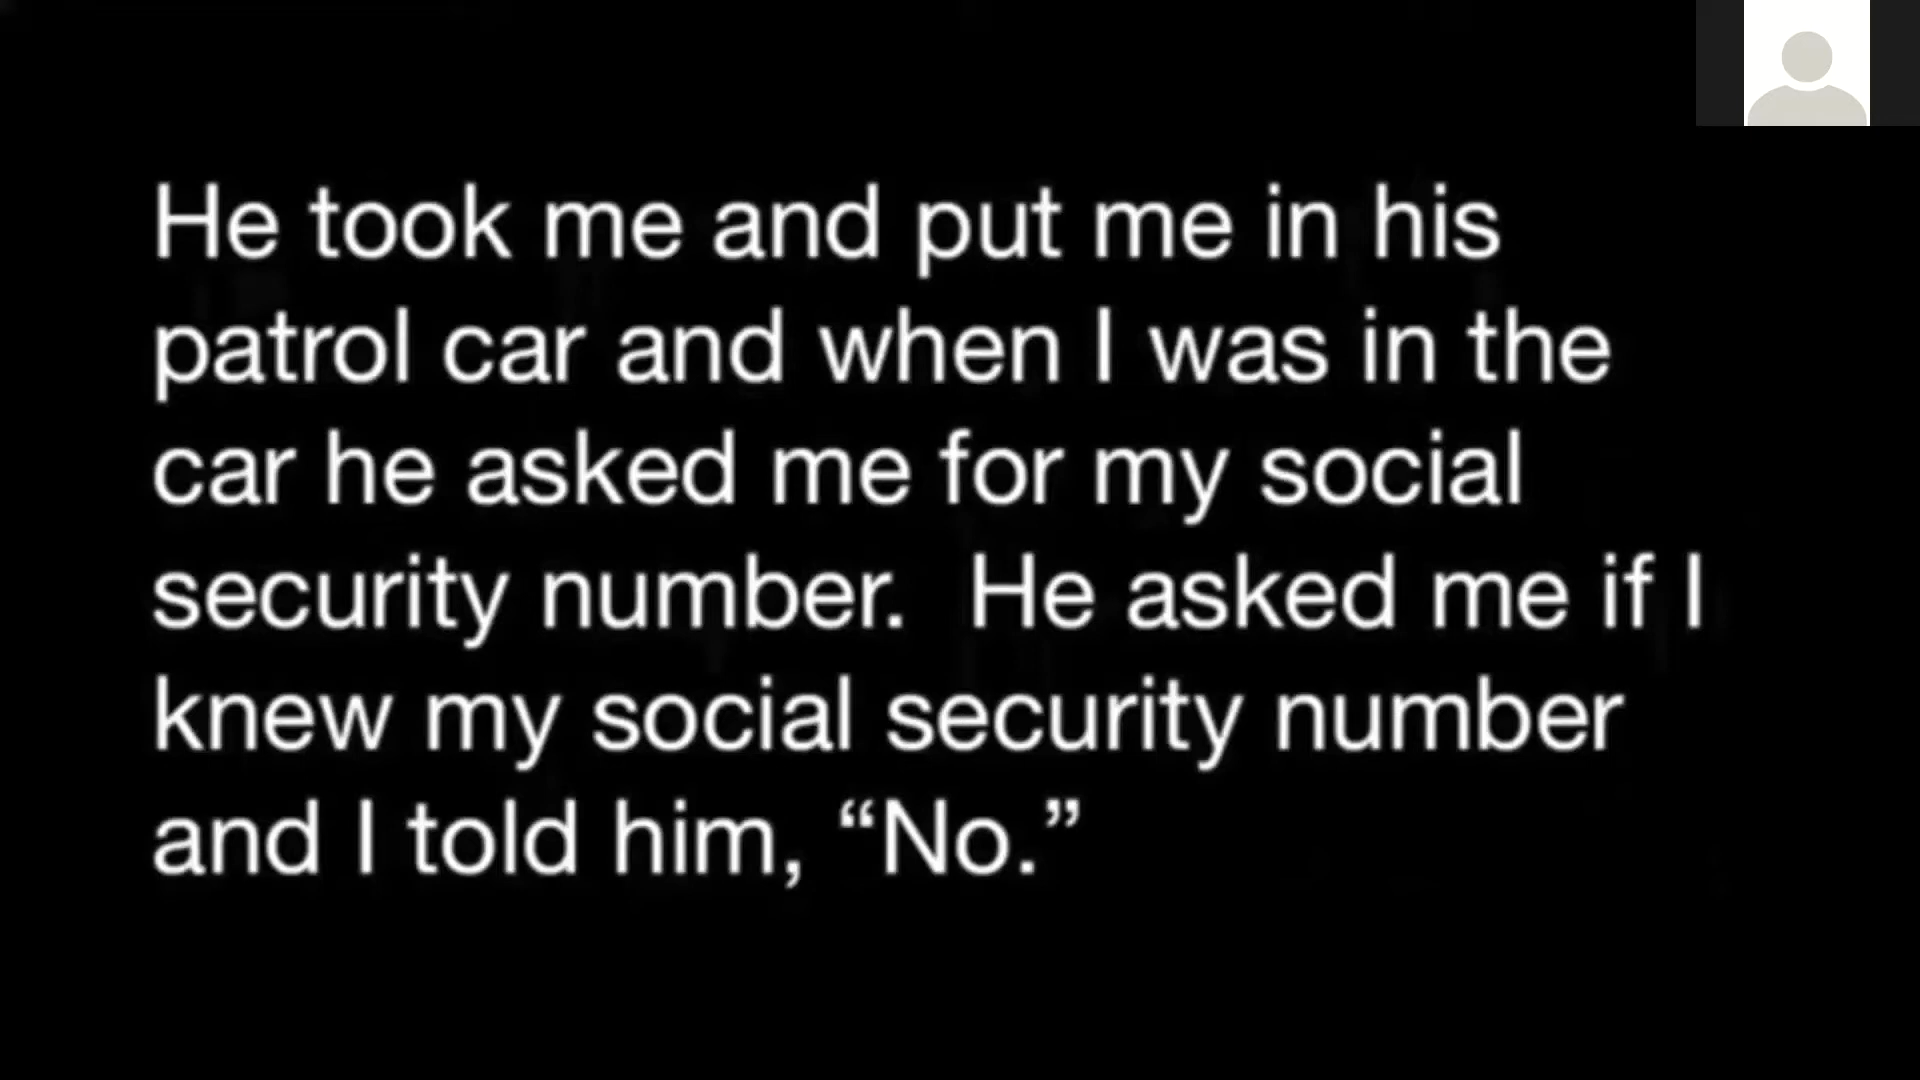 He took me and put me in his
patrol car and when I was in the
car he asked me for my social
security number.  He asked me if I
knew my social security number
and I told him, “No.”